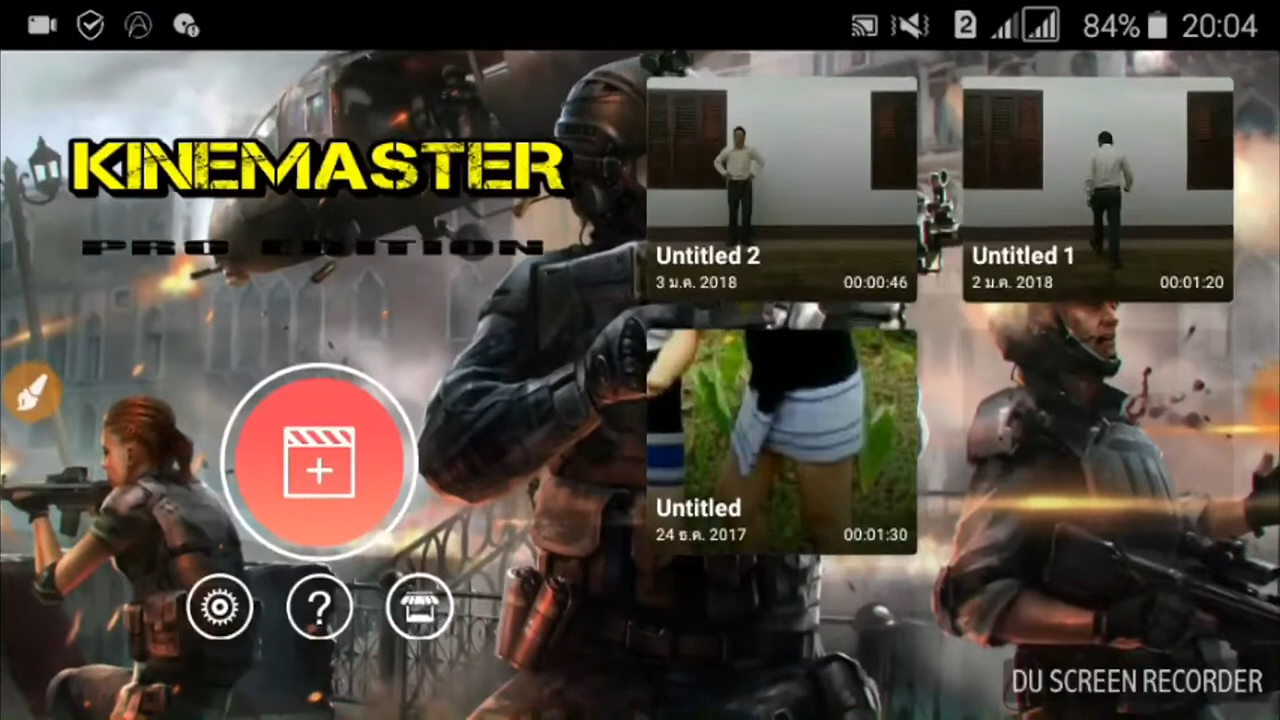 2 84% 20:04
KINEMASTER
PRO EDITION
Untitled 2
3 ม.ค. 2018 00:00:46
Untitled 1
2 ม.ค. 2018 00:01:20
Untitled
24 ธ.ค. 2017 00:01:30
DU SCREEN RECORDER